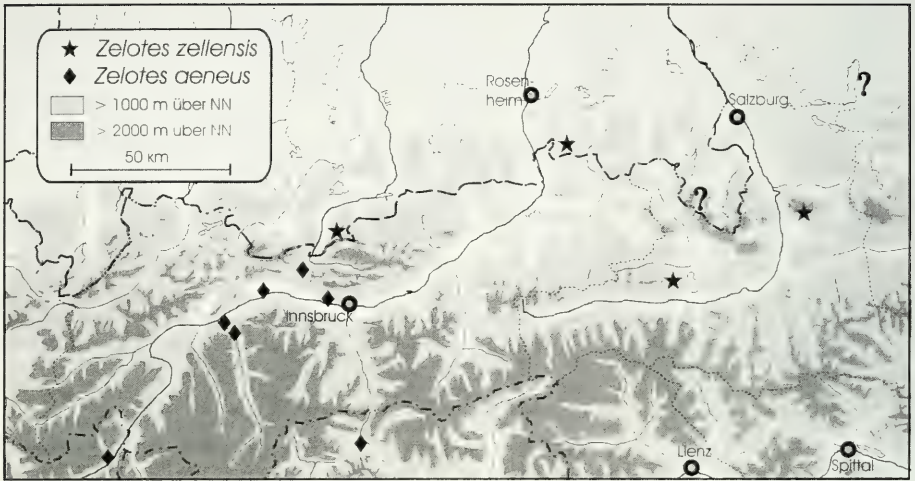 Zelotes zellensis
Zelotes aeneus
> 1000 m über NN
> 2000 m uber NN
50 km
Rosen-
heim
Salzburg
?
?
Innsbruck
Lienz
Spittal